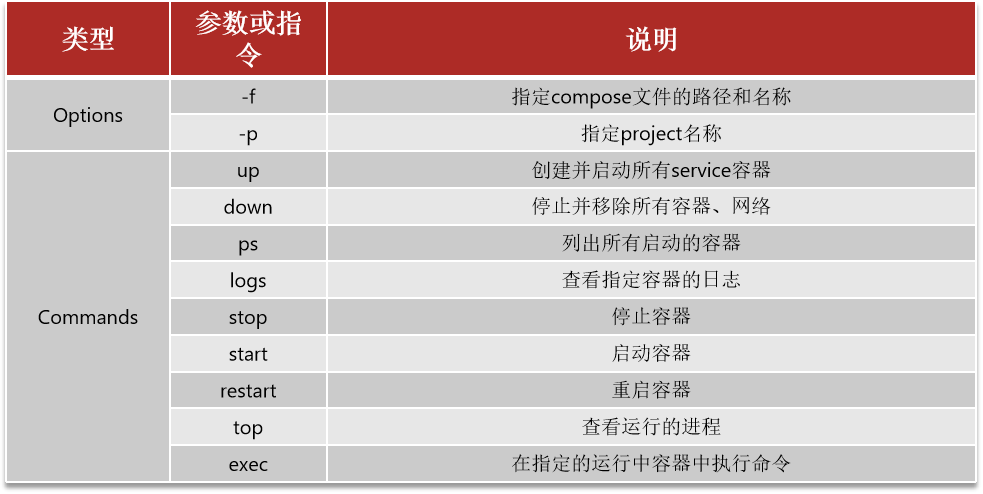 类型 参数或指令 说明
Options -f 指定compose文件的路径和名称
-p 指定project名称
Commands up 创建并启动所有service容器
down 停止并移除所有容器、网络
ps 列出所有启动的容器
logs 查看指定容器的日志
stop 停止容器
start 启动容器
restart 重启容器
top 查看运行的进程
exec 在指定的运行中容器中执行命令